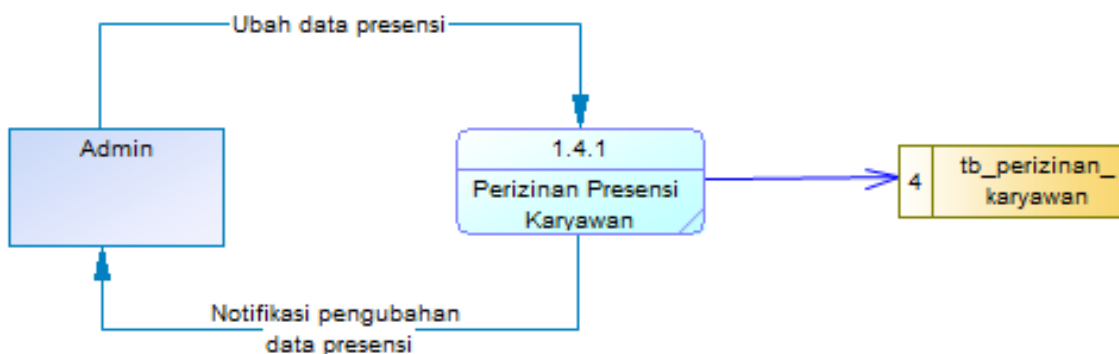 Ubah data presensi
Admin
1.4.1
Perizinan Presensi
Karyawan
4
tb_perizinan_
karyawan
Notifikasi pengubahan
data presensi